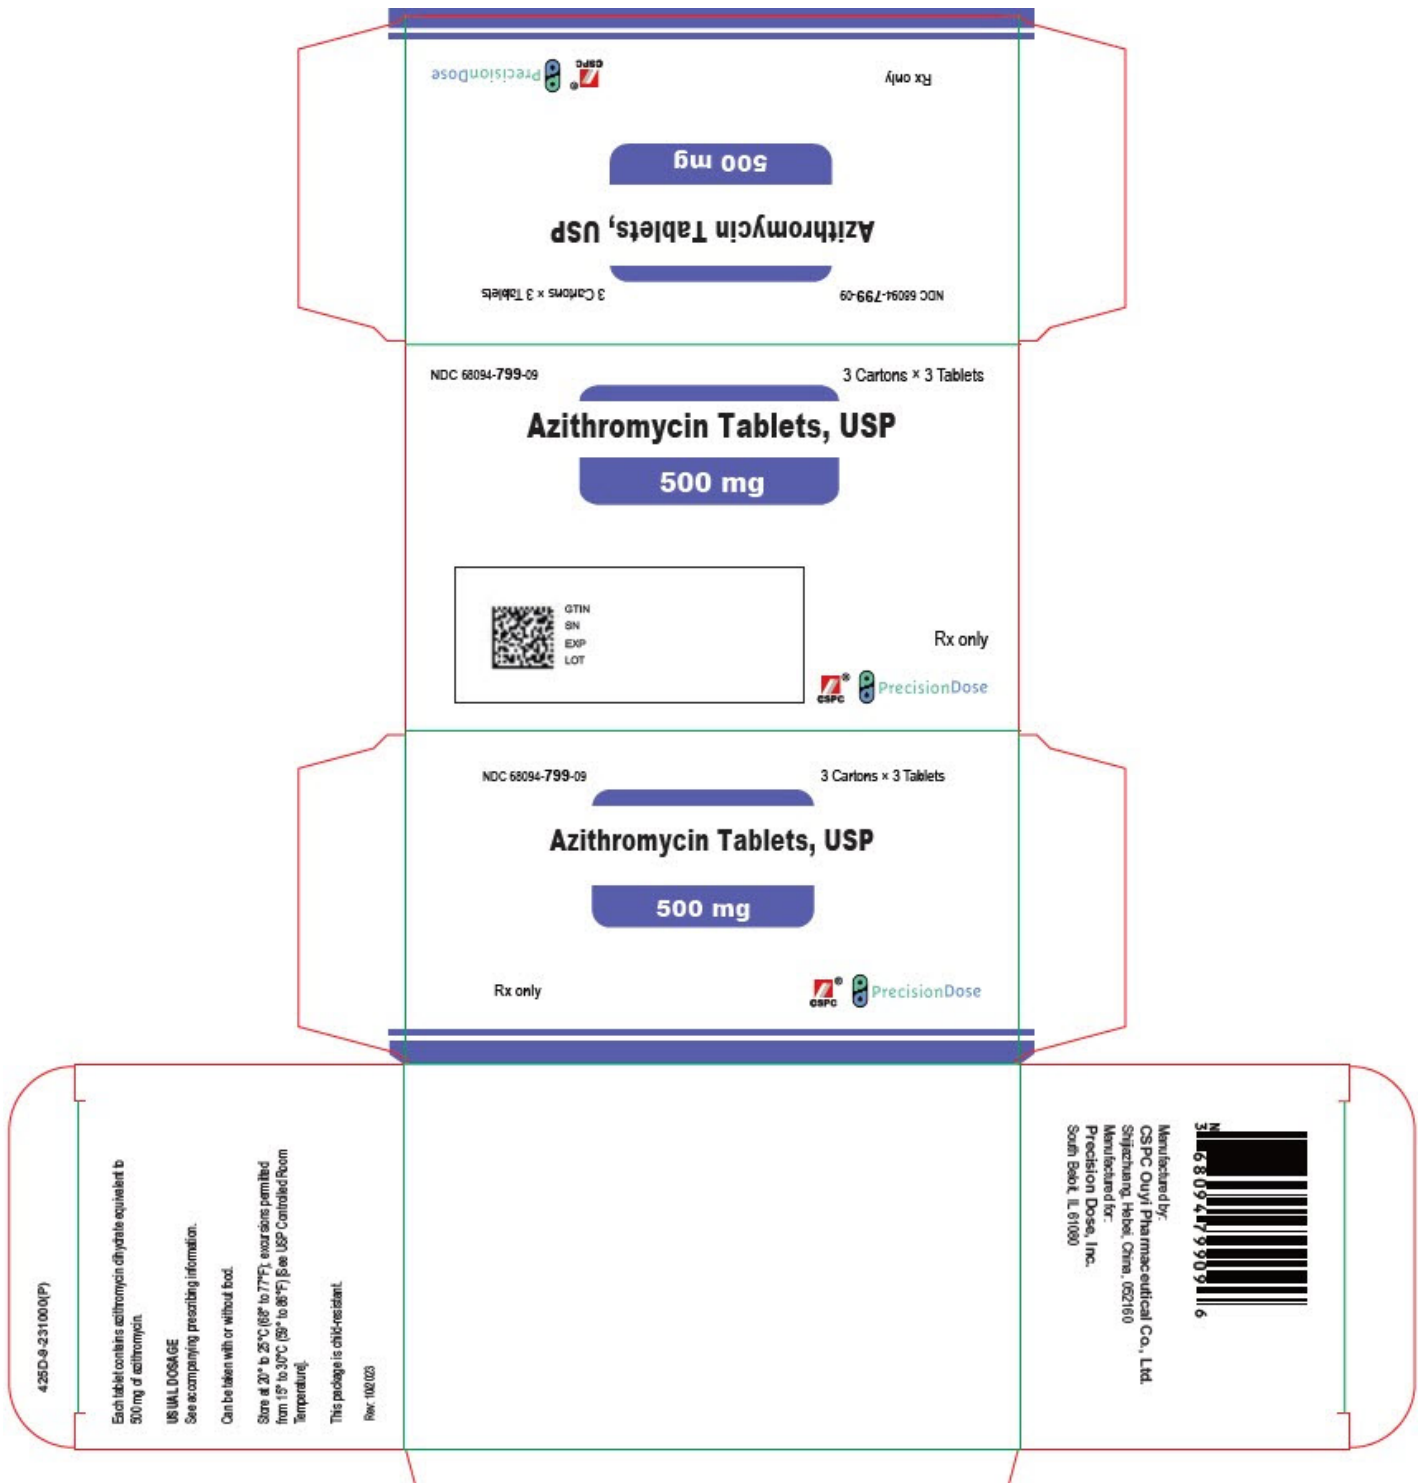 PrecisionDose
CSPC
®
Rx only
500 mg
Azithromycin Tablets, USP
3 Cartons × 3 Tablets
NDC 68094-799-09
NDC 68094-799-09
3 Cartons × 3 Tablets
Azithromycin Tablets, USP
500 mg
GTIN
SN
EXP
LOT
Rx only
CSPC
®
PrecisionDose
NDC 68094-799-09
3 Cartons × 3 Tablets
Azithromycin Tablets, USP
500 mg
Rx only
CSPC
®
PrecisionDose
425D-9-231000(P)
Each tablet contains azithromycin dihydrate equivalent to
500 mg of azithromycin.
USUAL DOSAGE
See accompanying prescribing information.
Can be taken with or without food.
Store at 20° to 25°C (68° to 77°F); excursions permitted
from 15° to 30°C (59° to 86°F) [See USP Controlled Room
Temperature].
This package is child-resistant.
Rev: 10/2023
N
3 6809479909 6
Manufactured by:
CSPC Ouyi Pharmaceutical Co., Ltd.
Shijiazhuang, Hebei, China, 052160
Manufactured for:
Precision Dose, Inc.
South Beloit, IL 61080